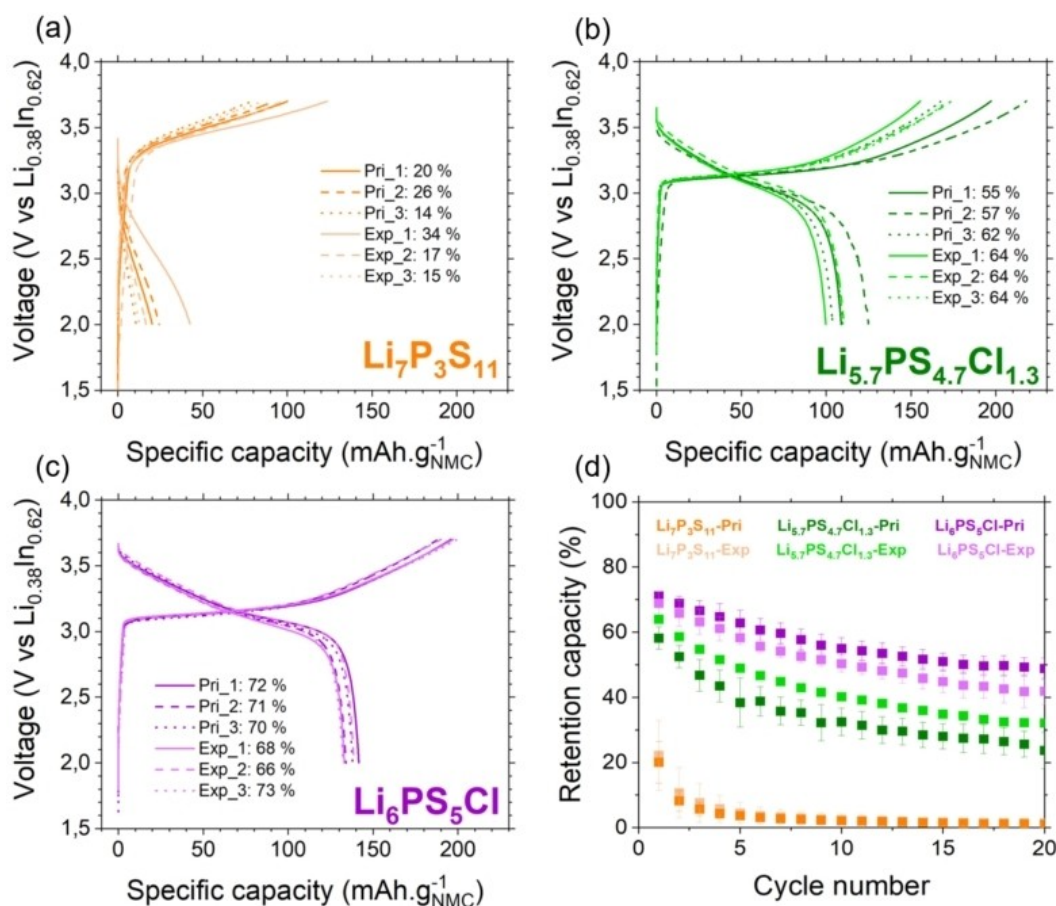 (a)
4,0
3,5
3,0
2,5
2,0
1,5
Voltage (V vs Li0.38In0.62)
Pri_1: 20 %
Pri_2: 26 %
Pri_3: 14 %
Exp_1: 34 %
Exp_2: 17 %
Exp_3: 15 %
Li7P3S11
0 50 100 150 200
Specific capacity (mAh.g-1NMC)
(b)
4,0
3,5
3,0
2,5
2,0
1,5
Voltage (V vs Li0.38In0.62)
Pri_1: 55 %
Pri_2: 57 %
Pri_3: 62 %
Exp_1: 64 %
Exp_2: 64 %
Exp_3: 64 %
Li5.7PS4.7Cl1.3
0 50 100 150 200
Specific capacity (mAh.g-1NMC)
(c)
4,0
3,5
3,0
2,5
2,0
1,5
Voltage (V vs Li0.38In0.62)
Pri_1: 72 %
Pri_2: 71 %
Pri_3: 70 %
Exp_1: 68 %
Exp_2: 66 %
Exp_3: 73 %
Li6PS5Cl
0 50 100 150 200
Specific capacity (mAh.g-1NMC)
(d)
100
80
60
40
20
0
Retention capacity (%)
Li7P3S11-Pri Li5.7PS4.7Cl1.3-Pri Li6PS5Cl-Pri
Li7P3S11-Exp Li5.7PS4.7Cl1.3-Exp Li6PS5Cl-Exp
5 10 15 20
Cycle number